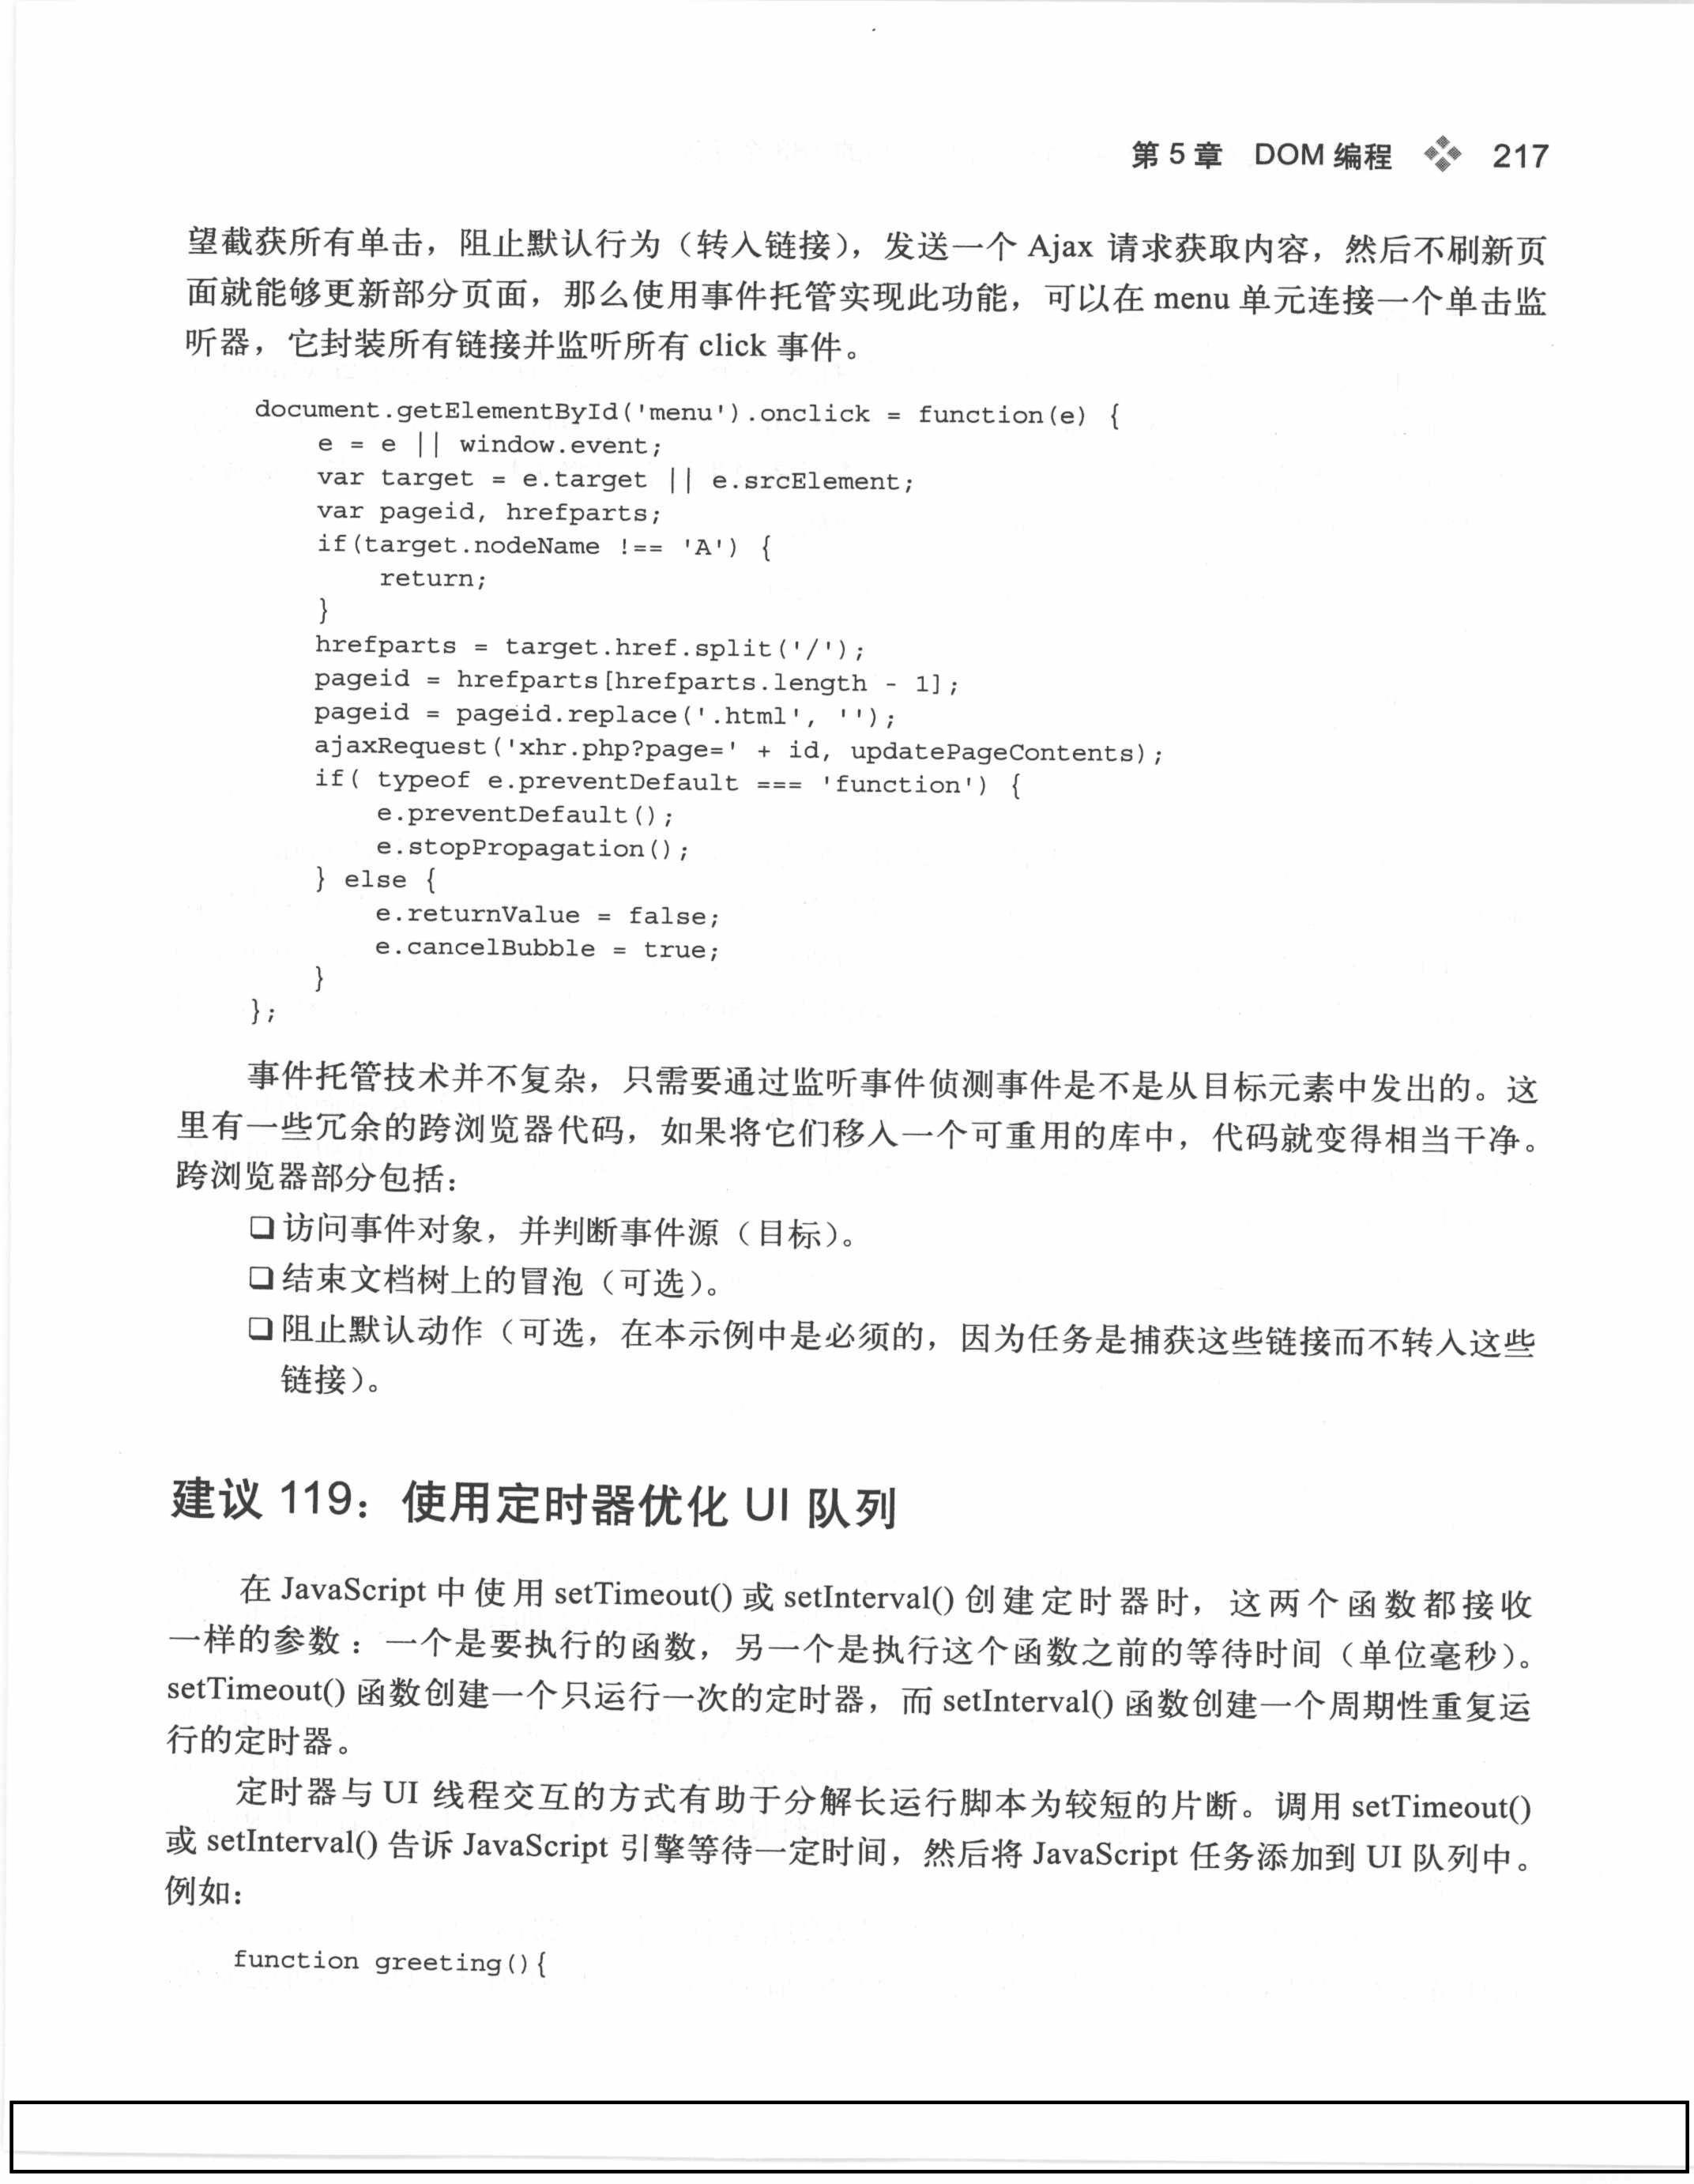 第 5 章 DOM 编程 217
望截获所有单击，阻止默认行为（转入链接），发送一个 Ajax 请求获取内容，然后不刷新页
面就能够更新部分页面，那么使用事件托管实现此功能，可以在 menu 单元连接一个单击监
听器，它封装所有链接并监听所有 click 事件。
document.getElementById('menu').onclick = function(e) {
    e = e || window.event;
    var target = e.target || e.srcElement;
    var pageid, hrefparts;
    if(target.nodeName !== 'A') {
        return;
    }
    hrefparts = target.href.split('/');
    pageid = hrefparts[hrefparts.length - 1];
    pageid = pageid.replace('.html', '');
    ajaxRequest('xhr.php?page=' + id, updatePageContents);
    if( typeof e.preventDefault === 'function') {
        e.preventDefault();
        e.stopPropagation();
    } else {
        e.returnValue = false;
        e.cancelBubble = true;
    }
};
事件托管技术并不复杂，只需要通过监听事件侦测事件是不是从目标元素中发出的。这
里有一些冗余的跨浏览器代码，如果将它们移入一个可重用的库中，代码就变得相当干净。
跨浏览器部分包括：
❑ 访问事件对象，并判断事件源（目标）。
❑ 结束文档树上的冒泡（可选）。
❑ 阻止默认动作（可选，在本示例中是必须的，因为任务是捕获这些链接而不转入这些
链接）。
建议 119：使用定时器优化 UI 队列
在 JavaScript 中使用 setTimeout() 或 setInterval() 创建定时器时，这两个函数都接收
一样的参数：一个是要执行的函数，另一个是执行这个函数之前的等待时间（单位毫秒）。
setTimeout() 函数创建一个只运行一次的定时器，而 setInterval() 函数创建一个周期性重复运
行的定时器。
定时器与 UI 线程交互的方式有助于分解长运行脚本为较短的片断。调用 setTimeout()
或 setInterval() 告诉 JavaScript 引擎等待一定时间，然后将 JavaScript 任务添加到 UI 队列中。
例如：
function greeting(){